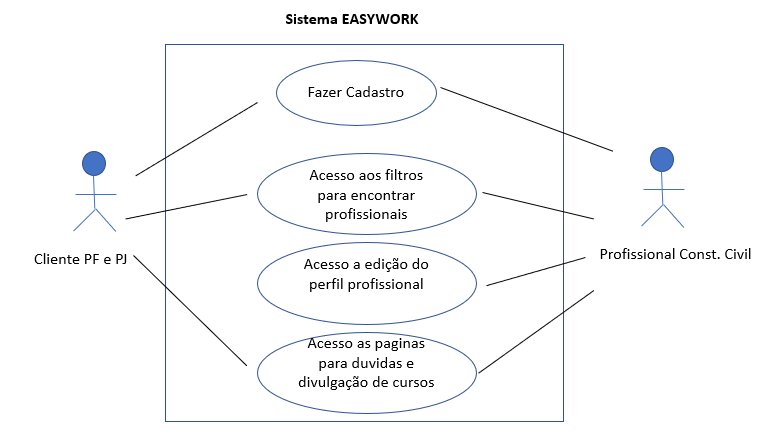 Sistema EASYWORK
Fazer Cadastro
Acesso aos filtros
para encontrar
profissionais
Cliente PF e PJ
Profissional Const. Civil
Acesso a edição do
perfil profissional
Acesso as paginas
para duvidas e
divulgação de cursos